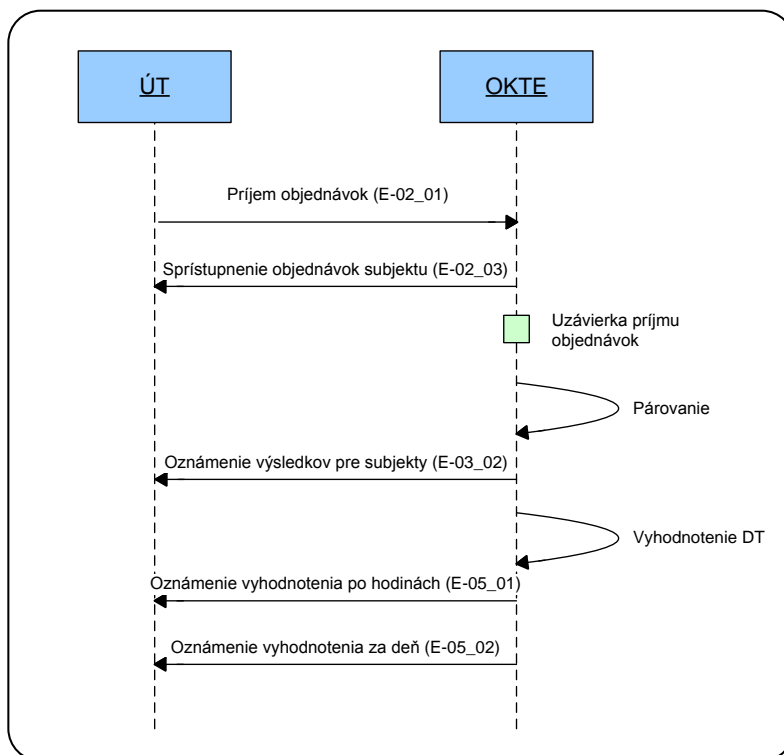 ÚT
OKTE
Príjem objednávok (E-02_01)
Sprístupnenie objednávok subjektu (E-02_03)
Uzávierka príjmu
objednávok
Párovanie
Oznámenie výsledkov pre subjekty (E-03_02)
Vyhodnotenie DT
Oznámenie vyhodnotenia po hodinách (E-05_01)
Oznámenie vyhodnotenia za deň (E-05_02)